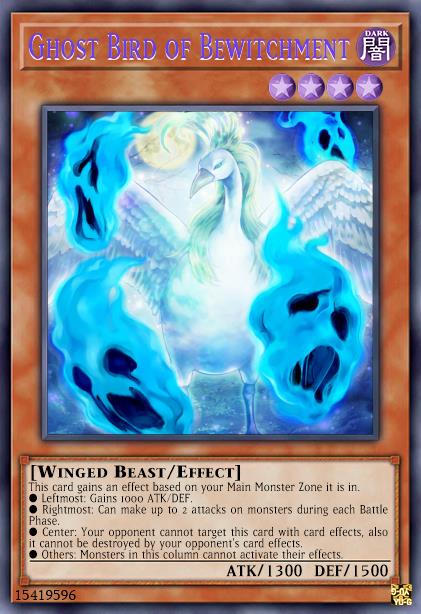 Ghost Bird of Bewitchment
DARK
闇
[Winged Beast/Effect]
This card gains an effect based on your Main Monster Zone it is in.
● Leftmost: Gains 1000 ATK/DEF.
● Rightmost: Can make up to 2 attacks on monsters during each Battle
Phase.
● Center: Your opponent cannot target this card with card effects, also
it cannot be destroyed by your opponent's card effects.
● Others: Monsters in this column cannot activate their effects.
ATK/1300 DEF/1500
15419596